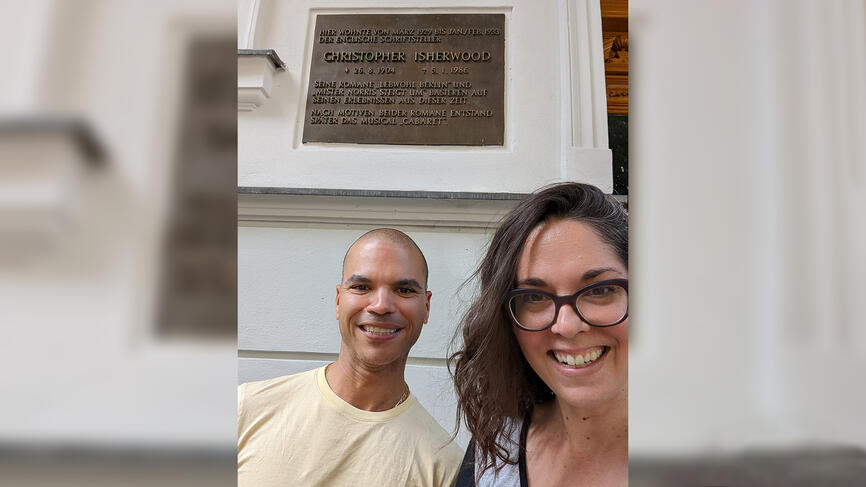 HIER WOHNTE VON MÄRZ 1929 BIS JAN./FEB. 1933
DER ENGLISCHE SCHRIFTSTELLER
CHRISTOPHER ISHERWOOD
* 26.8.1904 † 5.1.1986
SEINE ROMANE „LEBWOHL BERLIN“ UND
„MISTER NORRIS STEIGT UM“ BASIEREN AUF
SEINEN ERLEBNISSEN AUS DIESER ZEIT.
NACH MOTIVEN BEIDER ROMANE ENTSTAND
SPÄTER DAS MUSICAL „CABARET“.